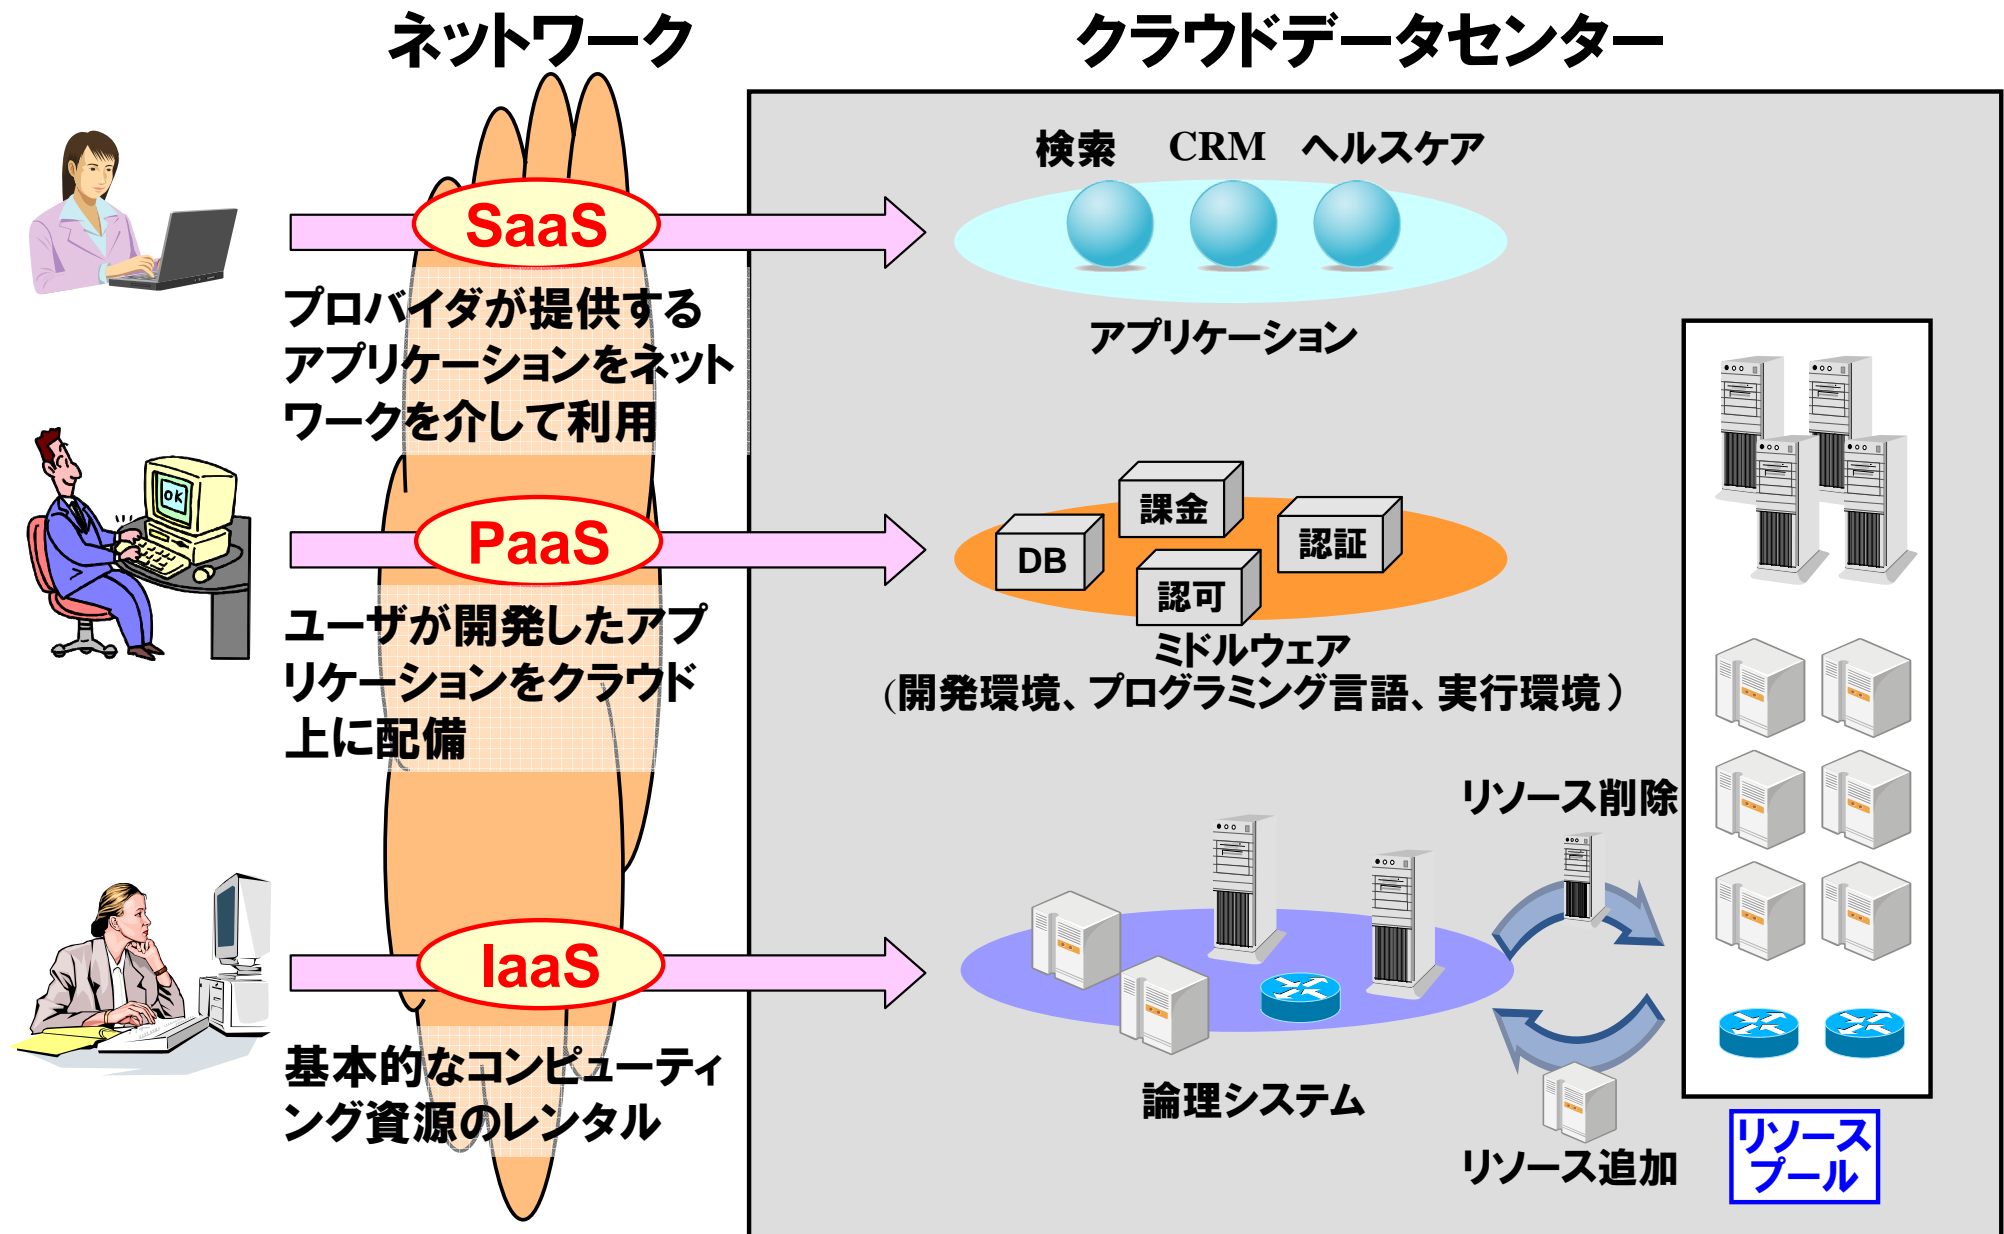 ネットワーク
クラウドデータセンター
検索 CRM ヘルスケア
SaaS
プロバイダが提供する
アプリケーションをネット
ワークを介して利用
アプリケーション
OK
PaaS
課金
DB
認証
認可
ユーザが開発したアプ
リケーションをクラウド
上に配備
ミドルウェア
(開発環境、プログラミング言語、実行環境）
リソース削除
IaaS
基本的なコンピューティ
ング資源のレンタル
論理システム
リソース追加
リソース
プール